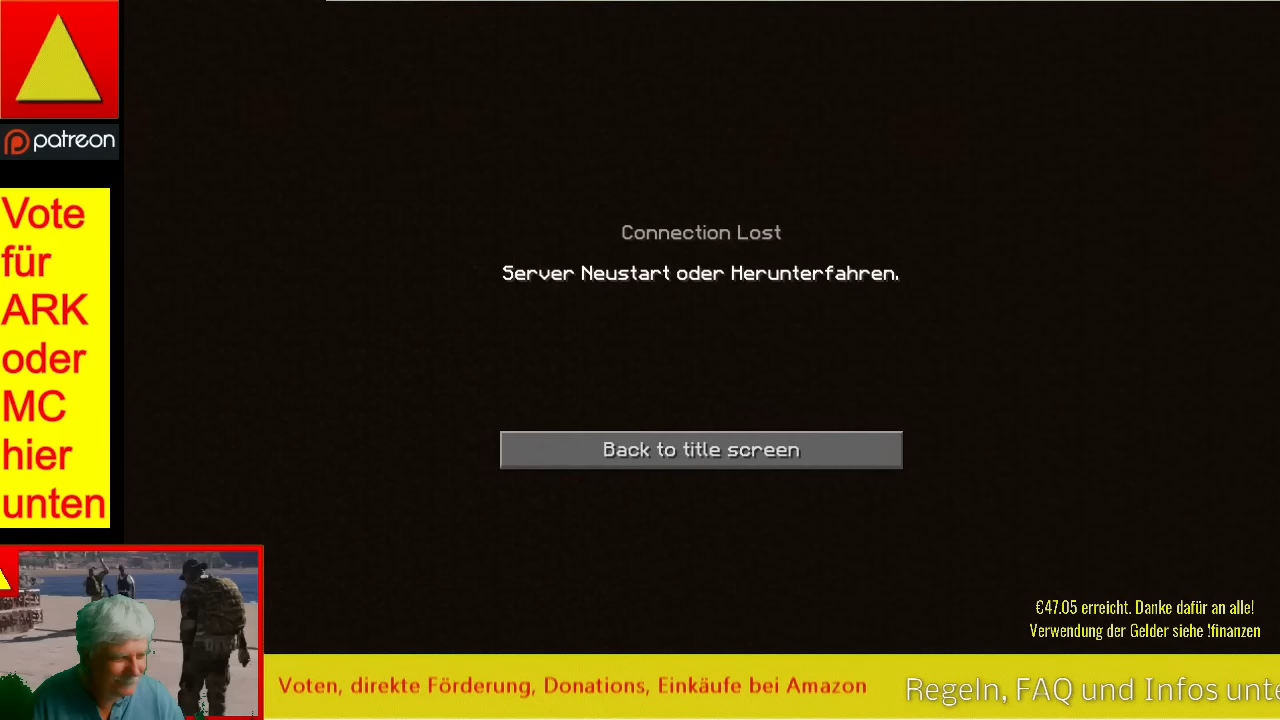 patreon
Vote
für
ARK
oder
MC
hier
unten
Connection Lost
Server Neustart oder Herunterfahren.
Back to title screen
€47.05 erreicht. Danke dafür an alle!
Verwendung der Gelder siehe !finanzen
Voten, direkte Förderung, Donations, Einkäufe bei Amazon
Regeln, FAQ und Infos unte